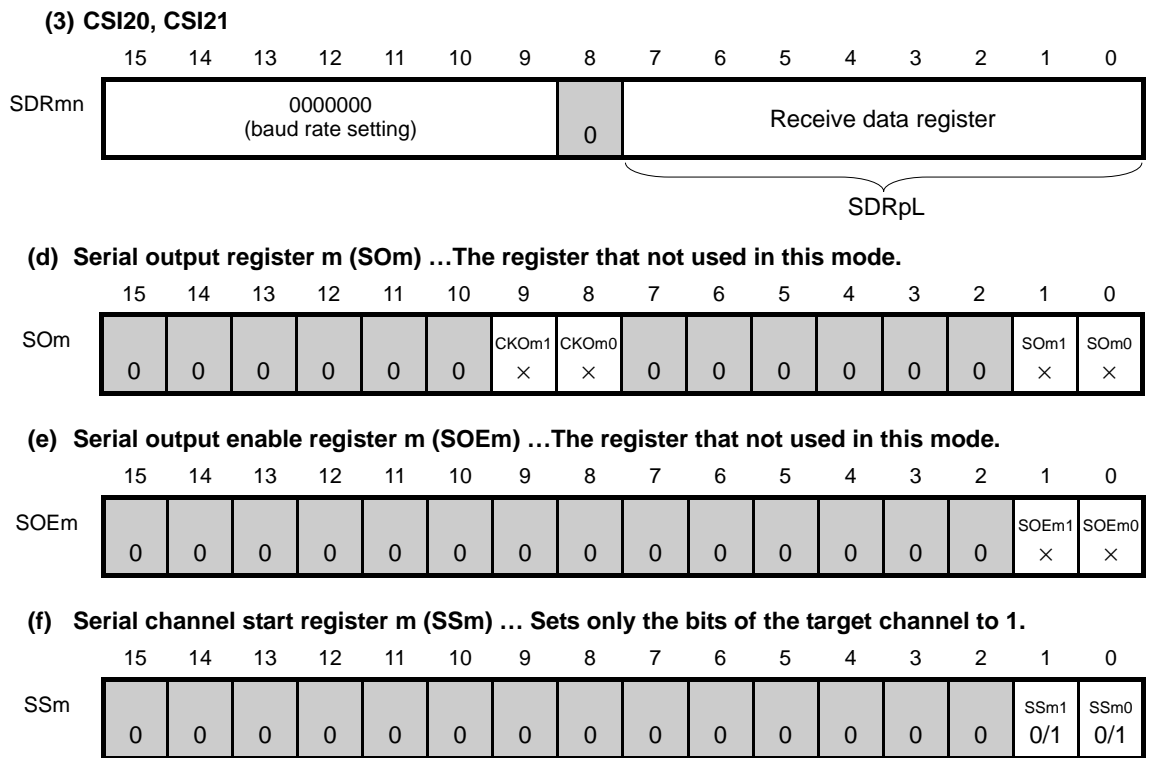 (3) CSI20, CSI21
15 14 13 12 11 10 9 8 7 6 5 4 3 2 1 0
SDRmn
0000000
(baud rate setting)
0
Receive data register
SDRpL
(d) Serial output register m (SOm) …The register that not used in this mode.
15 14 13 12 11 10 9 8 7 6 5 4 3 2 1 0
SOm
CKOm1 CKOm0 SOm1 SOm0
0 0 0 0 0 0 × × 0 0 0 0 0 0 × ×
(e) Serial output enable register m (SOEm) …The register that not used in this mode.
15 14 13 12 11 10 9 8 7 6 5 4 3 2 1 0
SOEm
SOEm1 SOEm0
0 0 0 0 0 0 0 0 0 0 0 0 0 0 × ×
(f) Serial channel start register m (SSm) … Sets only the bits of the target channel to 1.
15 14 13 12 11 10 9 8 7 6 5 4 3 2 1 0
SSm
SSm1 SSm0
0 0 0 0 0 0 0 0 0 0 0 0 0 0 0/1 0/1